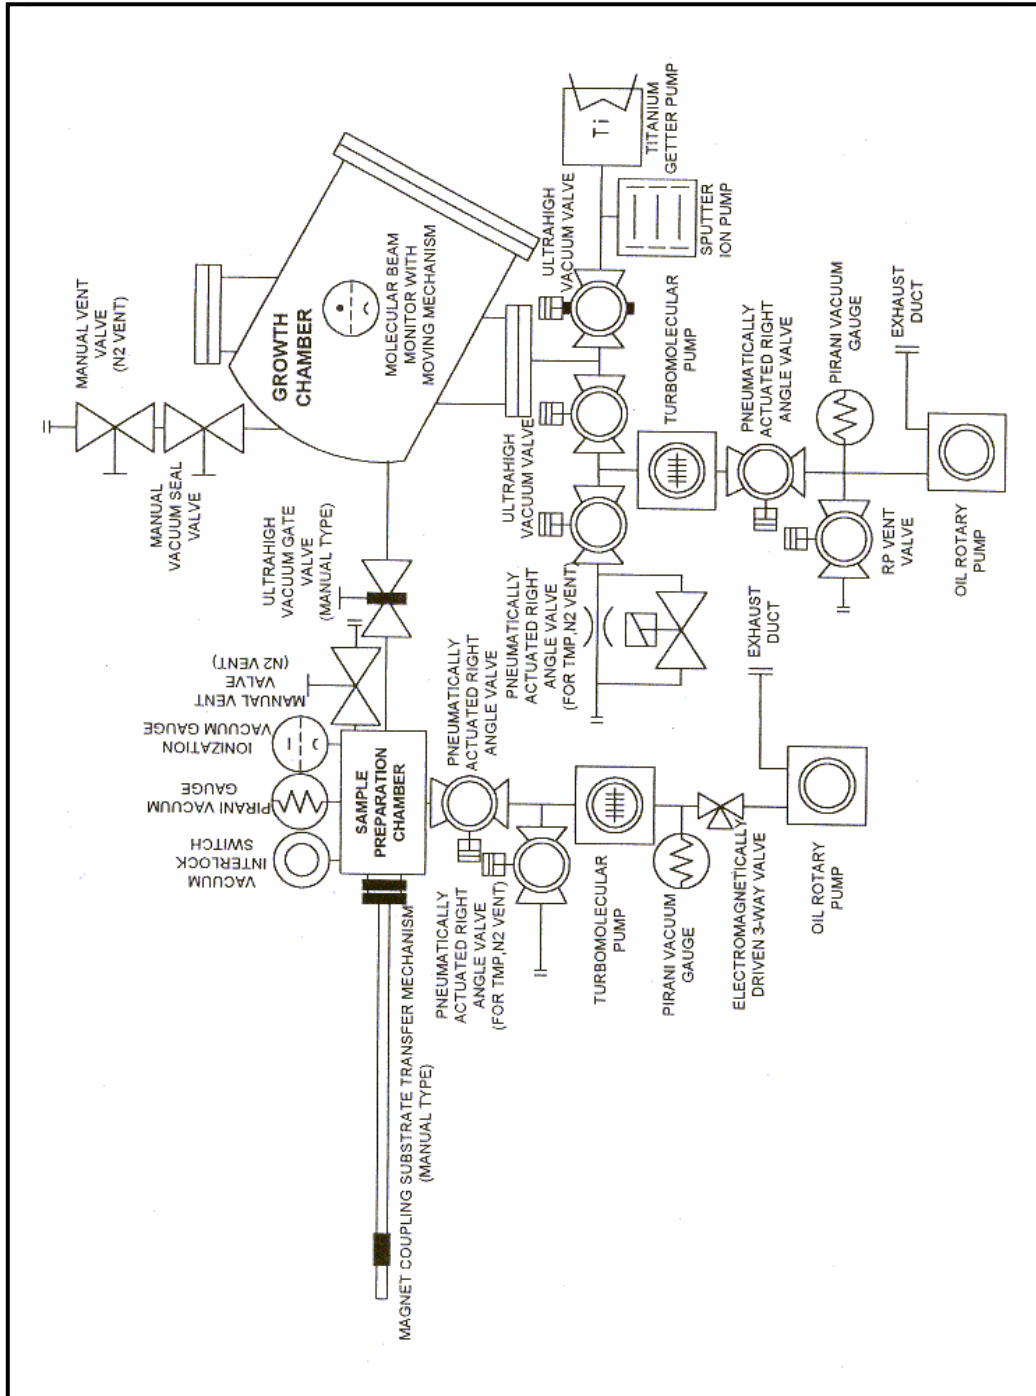 MANUAL VENT
VALVE
(N2 VENT)
MANUAL
VACUUM SEAL
VALVE
GROWTH
CHAMBER
MOLECULAR BEAM
MONITOR WITH
MOVING MECHANISM
ULTRAHIGH
VACUUM GATE
VALVE
(MANUAL TYPE)
MANUAL VENT
VALVE
(N2 VENT)
IONIZATION
VACUUM GAUGE
PIRANI VACUUM
GAUGE
VACUUM
INTERLOCK
SWITCH
SAMPLE
PREPARATION
CHAMBER
MAGNET COUPLING SUBSTRATE TRANSFER MECHANISM
(MANUAL TYPE)
PNEUMATICALLY
ACTUATED RIGHT
ANGLE VALVE
PNEUMATICALLY
ACTUATED RIGHT
ANGLE VALVE
(FOR TMP,N2 VENT)
TURBOMOLECULAR
PUMP
PIRANI VACUUM
GAUGE
ELECTROMAGNETICALLY
DRIVEN 3-WAY VALVE
OIL ROTARY
PUMP
EXHAUST
DUCT
Ti
TITANIUM
GETTER PUMP
SPUTTER
ION PUMP
ULTRAHIGH
VACUUM VALVE
ULTRAHIGH
VACUUM VALVE
PNEUMATICALLY
ACTUATED RIGHT
ANGLE VALVE
(FOR TMP,N2 VENT)
TURBOMOLECULAR
PUMP
PNEUMATICALLY
ACTUATED RIGHT
ANGLE VALVE
PIRANI VACUUM
GAUGE
RP VENT
VALVE
EXHAUST
DUCT
OIL ROTARY
PUMP